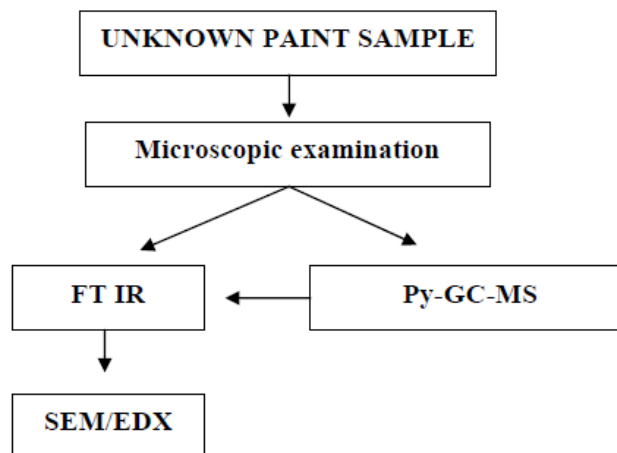 UNKNOWN PAINT SAMPLE
Microscopic examination
FT IR
Py-GC-MS
SEM/EDX